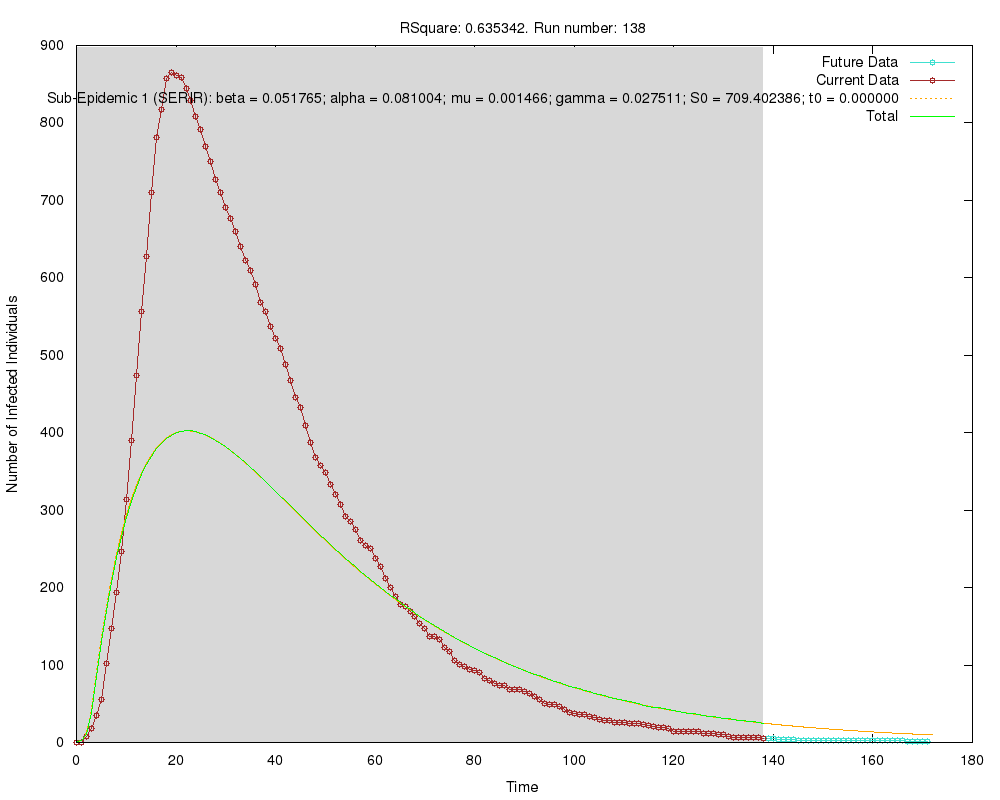 RSquare: 0.635342. Run number: 138
900
800
700
600
500
400
300
200
100
0
Number of Infected Individuals
Future Data
Current Data
Sub-Epidemic 1 (SERIR): beta = 0.051765; alpha = 0.081004; mu = 0.001466; gamma = 0.027511; S0 = 709.402386; t0 = 0.000000
Total
0 20 40 60 80 100 120 140 160 180
Time